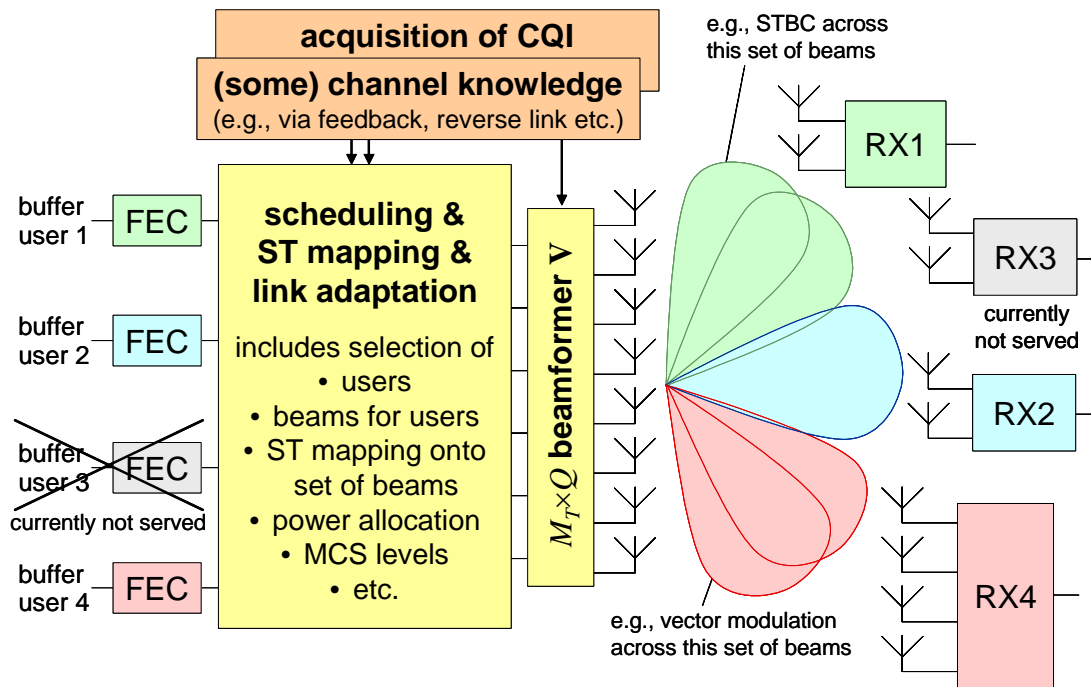 acquisition of CQI
(some) channel knowledge
(e.g., via feedback, reverse link etc.)
e.g., STBC across
this set of beams
buffer
user 1
FEC
buffer
user 2
FEC
buffer
user 3
FEC
currently not served
buffer
user 4
FEC
scheduling &
ST mapping &
link adaptation
includes selection of
• users
• beams for users
• ST mapping onto
set of beams
• power allocation
• MCS levels
• etc.
M_T×Q beamformer V
RX1
RX3
currently
not served
RX2
RX4
e.g., vector modulation
across this set of beams